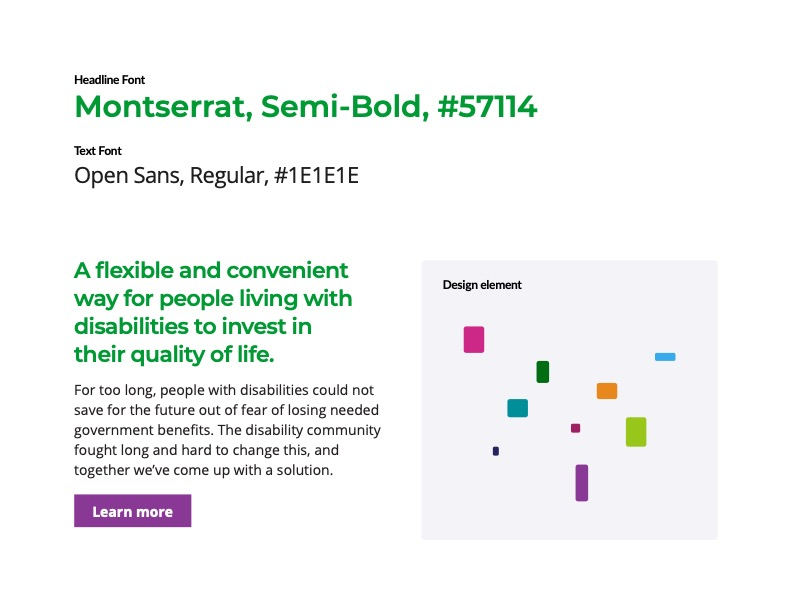 Headline Font
Montserrat, Semi-Bold, #57114
Text Font
Open Sans, Regular, #1E1E1E
A flexible and convenient
way for people living with
disabilities to invest in
their quality of life.
For too long, people with disabilities could not
save for the future out of fear of losing needed
government benefits. The disability community
fought long and hard to change this, and
together we’ve come up with a solution.
Learn more
Design element